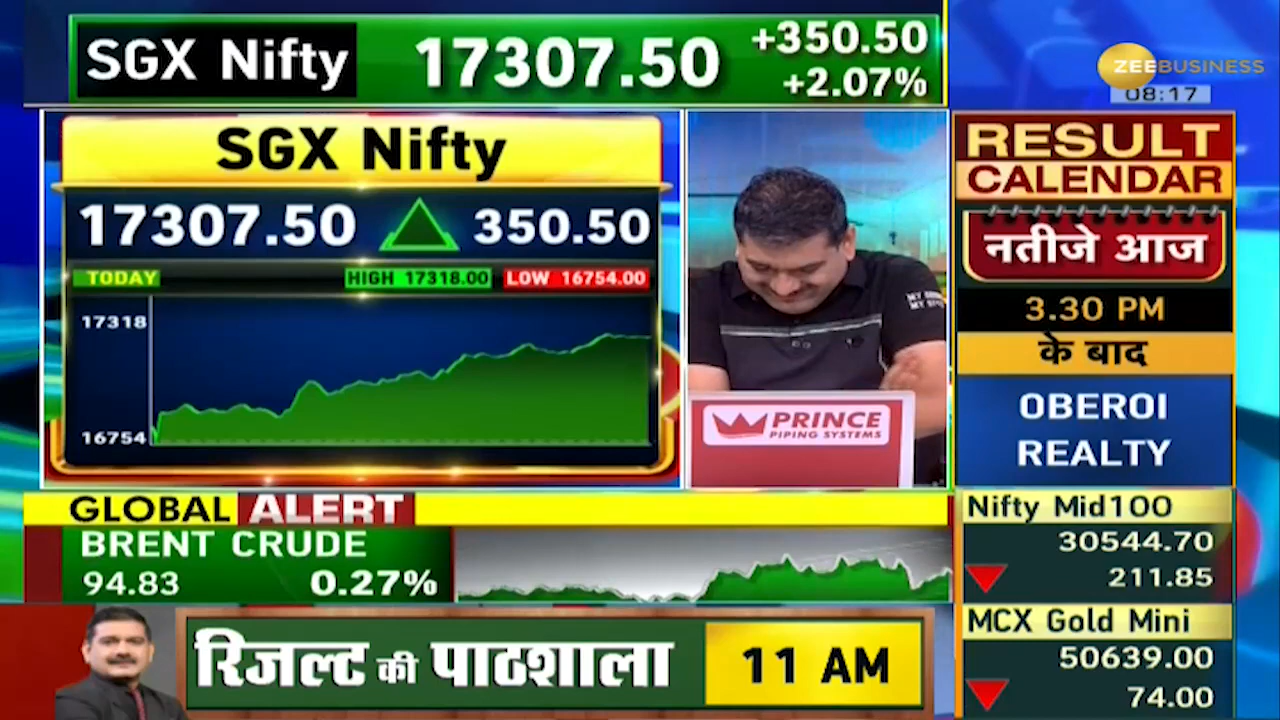 SGX Nifty 17307.50 +350.50
+2.07%
ZEEBUSINESS
08:17
SGX Nifty
17307.50 350.50
TODAY HIGH 17318.00 LOW 16754.00
17318
16754
PRINCE
PIPING SYSTEMS
RESULT
CALENDAR
नतीजे आज
3.30 PM
के बाद
OBEROI
REALTY
GLOBAL ALERT
BRENT CRUDE
94.83 0.27%
Nifty Mid100
30544.70
211.85
MCX Gold Mini
50639.00
74.00
रिजल्ट की पाठशाला 11 AM